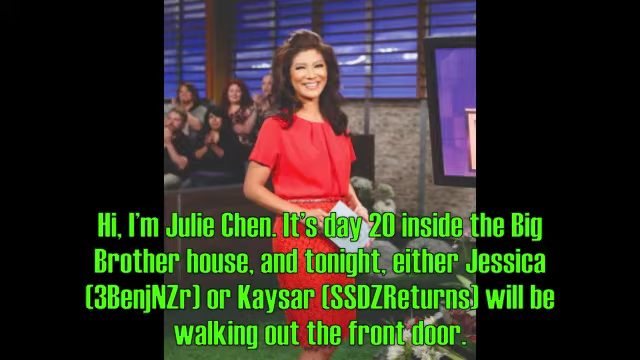 Hi, I'm Julie Chen. It's day 20 inside the Big
Brother house, and tonight, either Jessica
(3BenjNZr) or Kaysar (SSDZReturns) will be
walking out the front door.